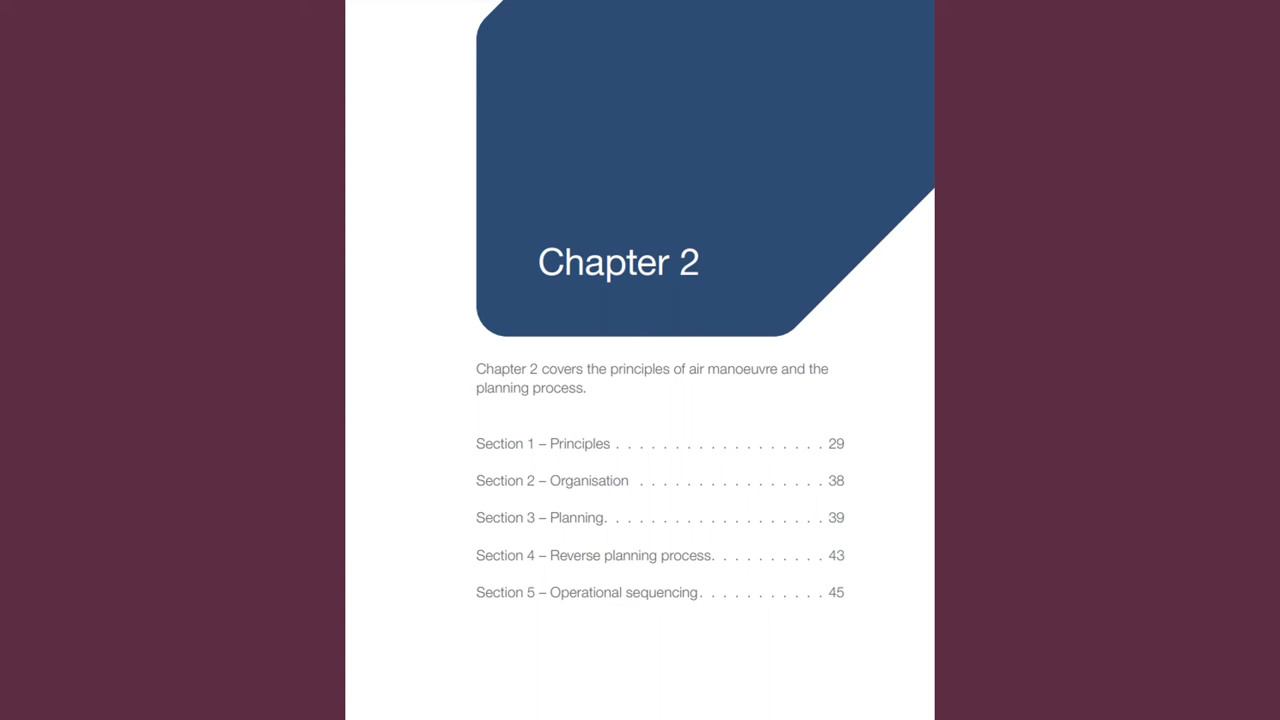 Chapter 2
Chapter 2 covers the principles of air manoeuvre and the
planning process.
Section 1 – Principles . . . . . . . . . . . . . . . . . . 29
Section 2 – Organisation . . . . . . . . . . . . . . . . 38
Section 3 – Planning. . . . . . . . . . . . . . . . . . . 39
Section 4 – Reverse planning process. . . . . . . . . . 43
Section 5 – Operational sequencing. . . . . . . . . . . 45